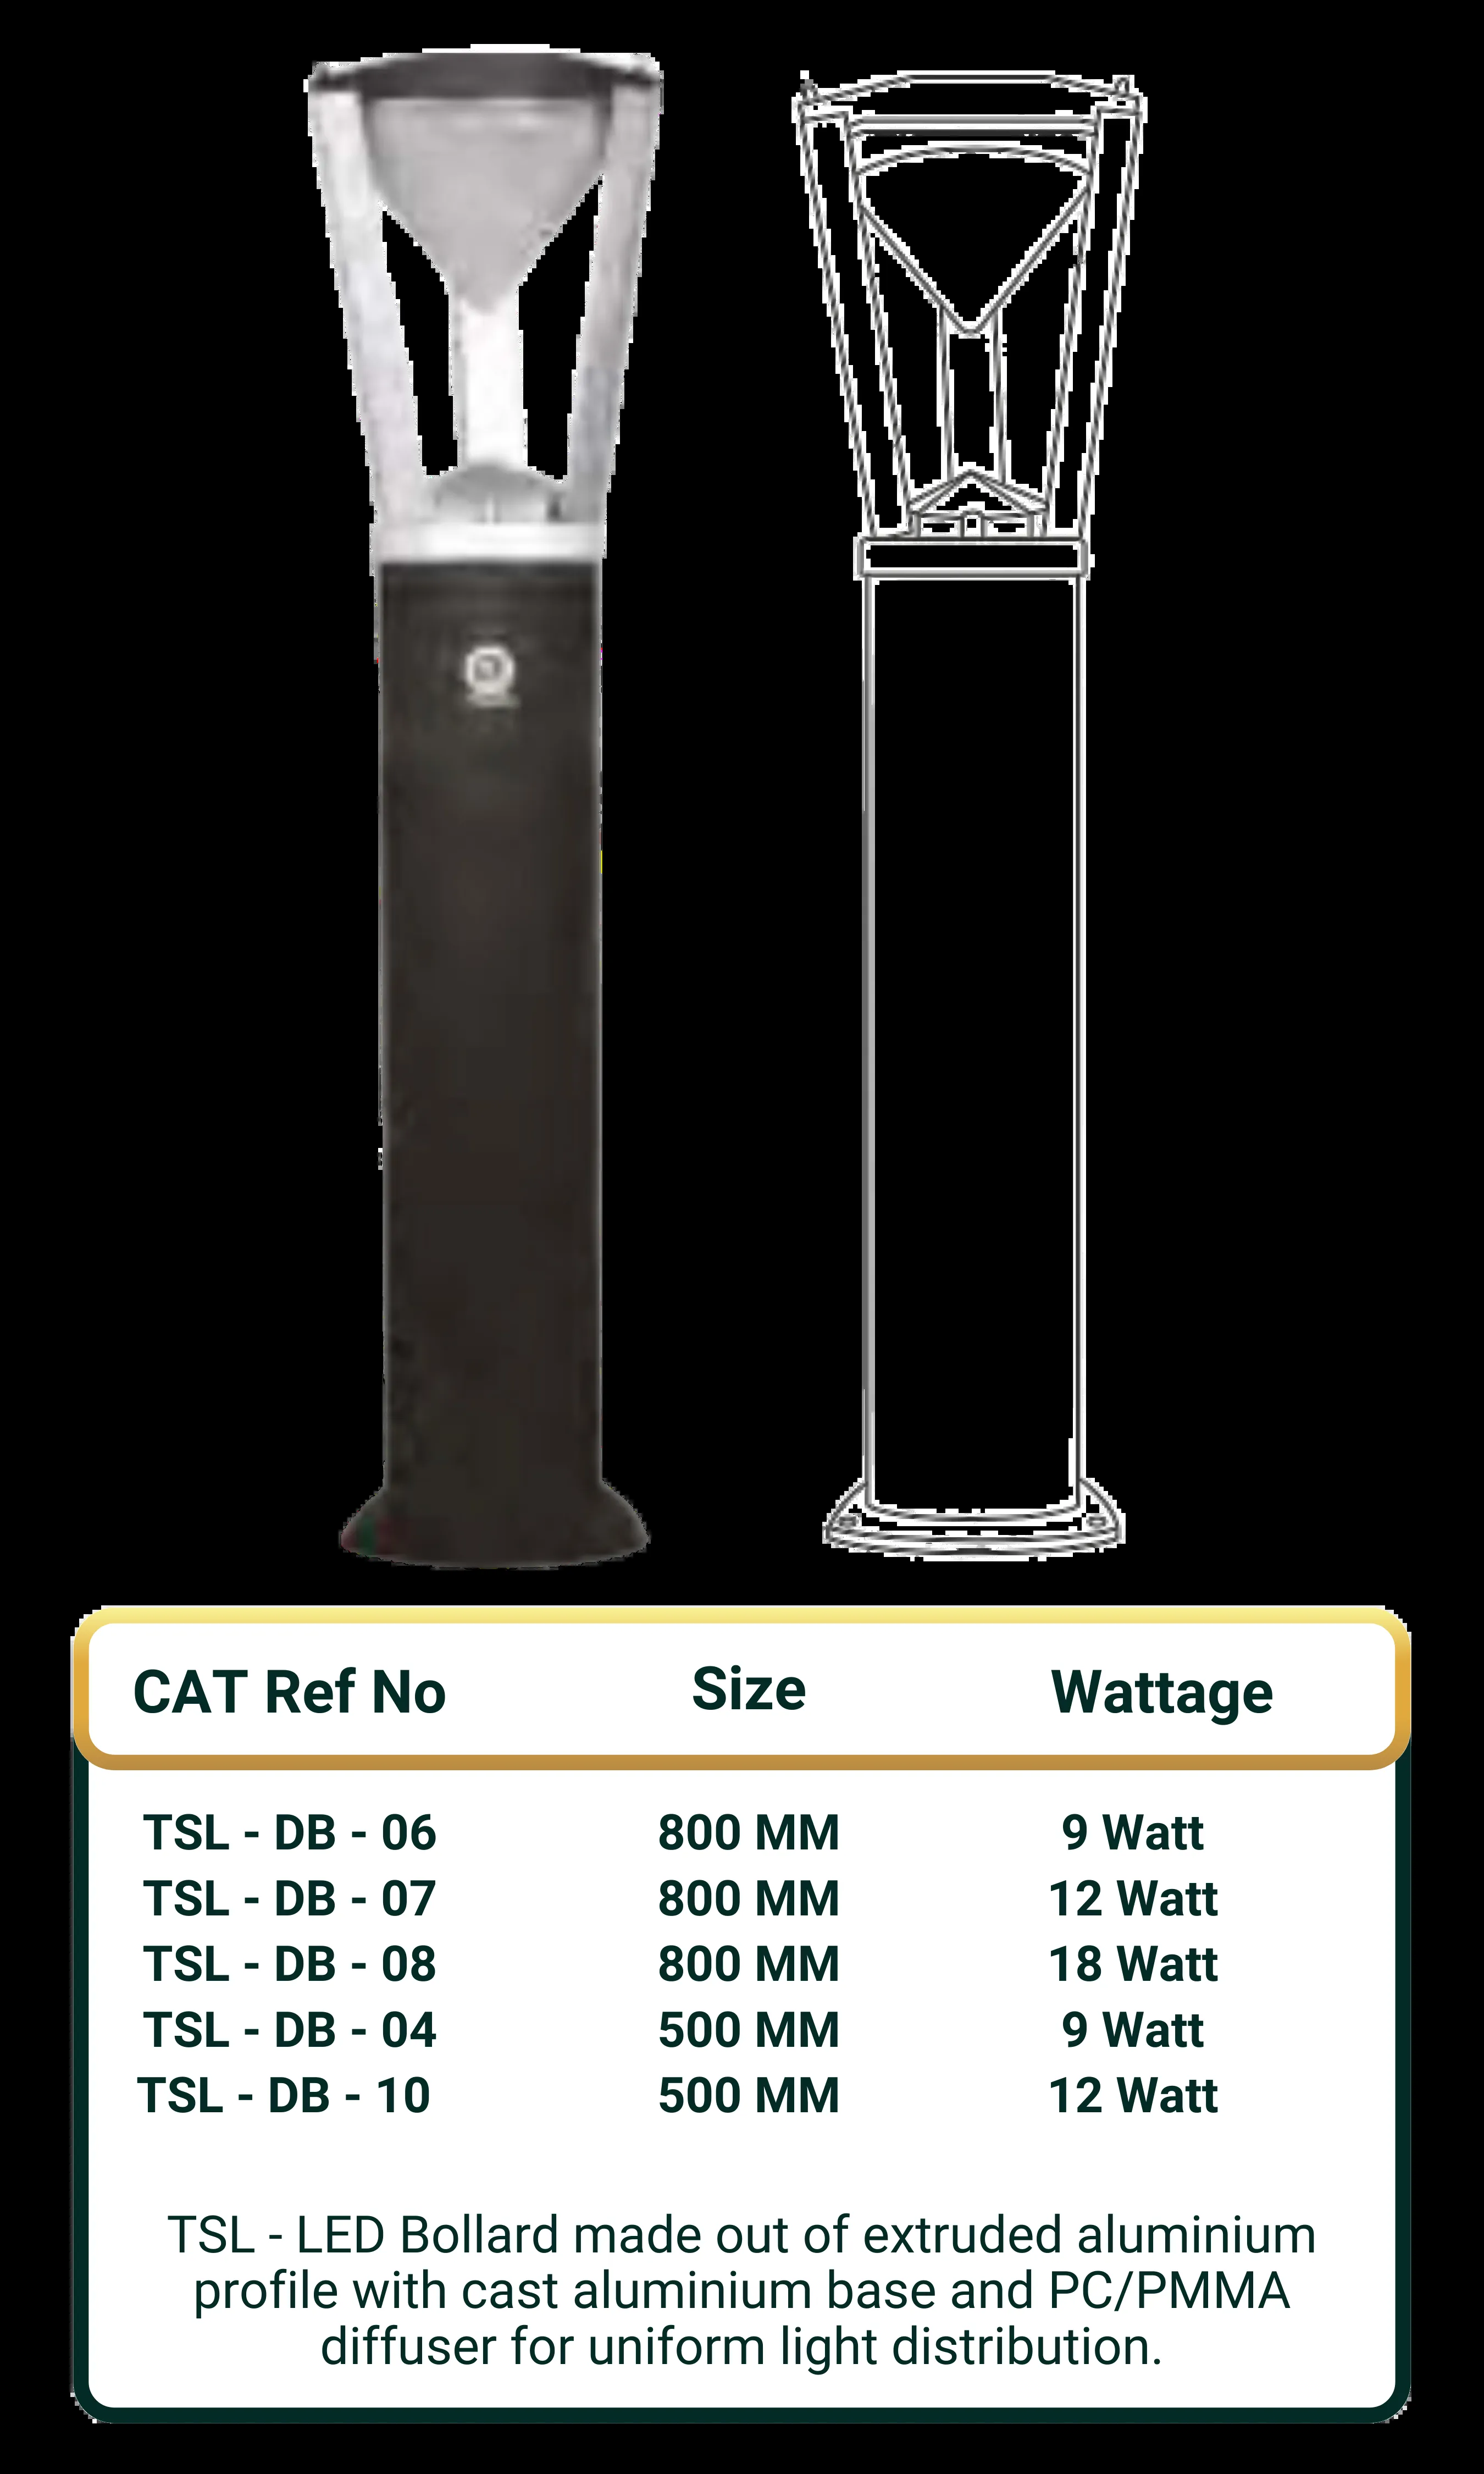 CAT Ref No Size Wattage
TSL - DB - 06 800 MM 9 Watt
TSL - DB - 07 800 MM 12 Watt
TSL - DB - 08 800 MM 18 Watt
TSL - DB - 04 500 MM 9 Watt
TSL - DB - 10 500 MM 12 Watt
TSL - LED Bollard made out of extruded aluminium
profile with cast aluminium base and PC/PMMA
diffuser for uniform light distribution.